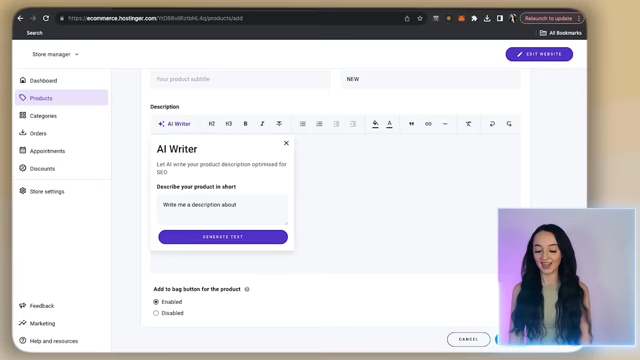 https://ecommerce.hostinger.com/
/products/add
Relaunch to update
Search
All Bookmarks
Store manager
EDIT WEBSITE
Dashboard
Products
Categories
Orders
Appointments
Discounts
Store settings
Feedback
Marketing
Help and resources
Your product subtitle
NEW
Description
AI Writer
H2
H3
B
I
AI Writer
Let AI write your product description optimised for
SEO
Describe your product in short
Write me a description about
GENERATE TEXT
Add to bag button for the product
Enabled
Disabled
CANCEL